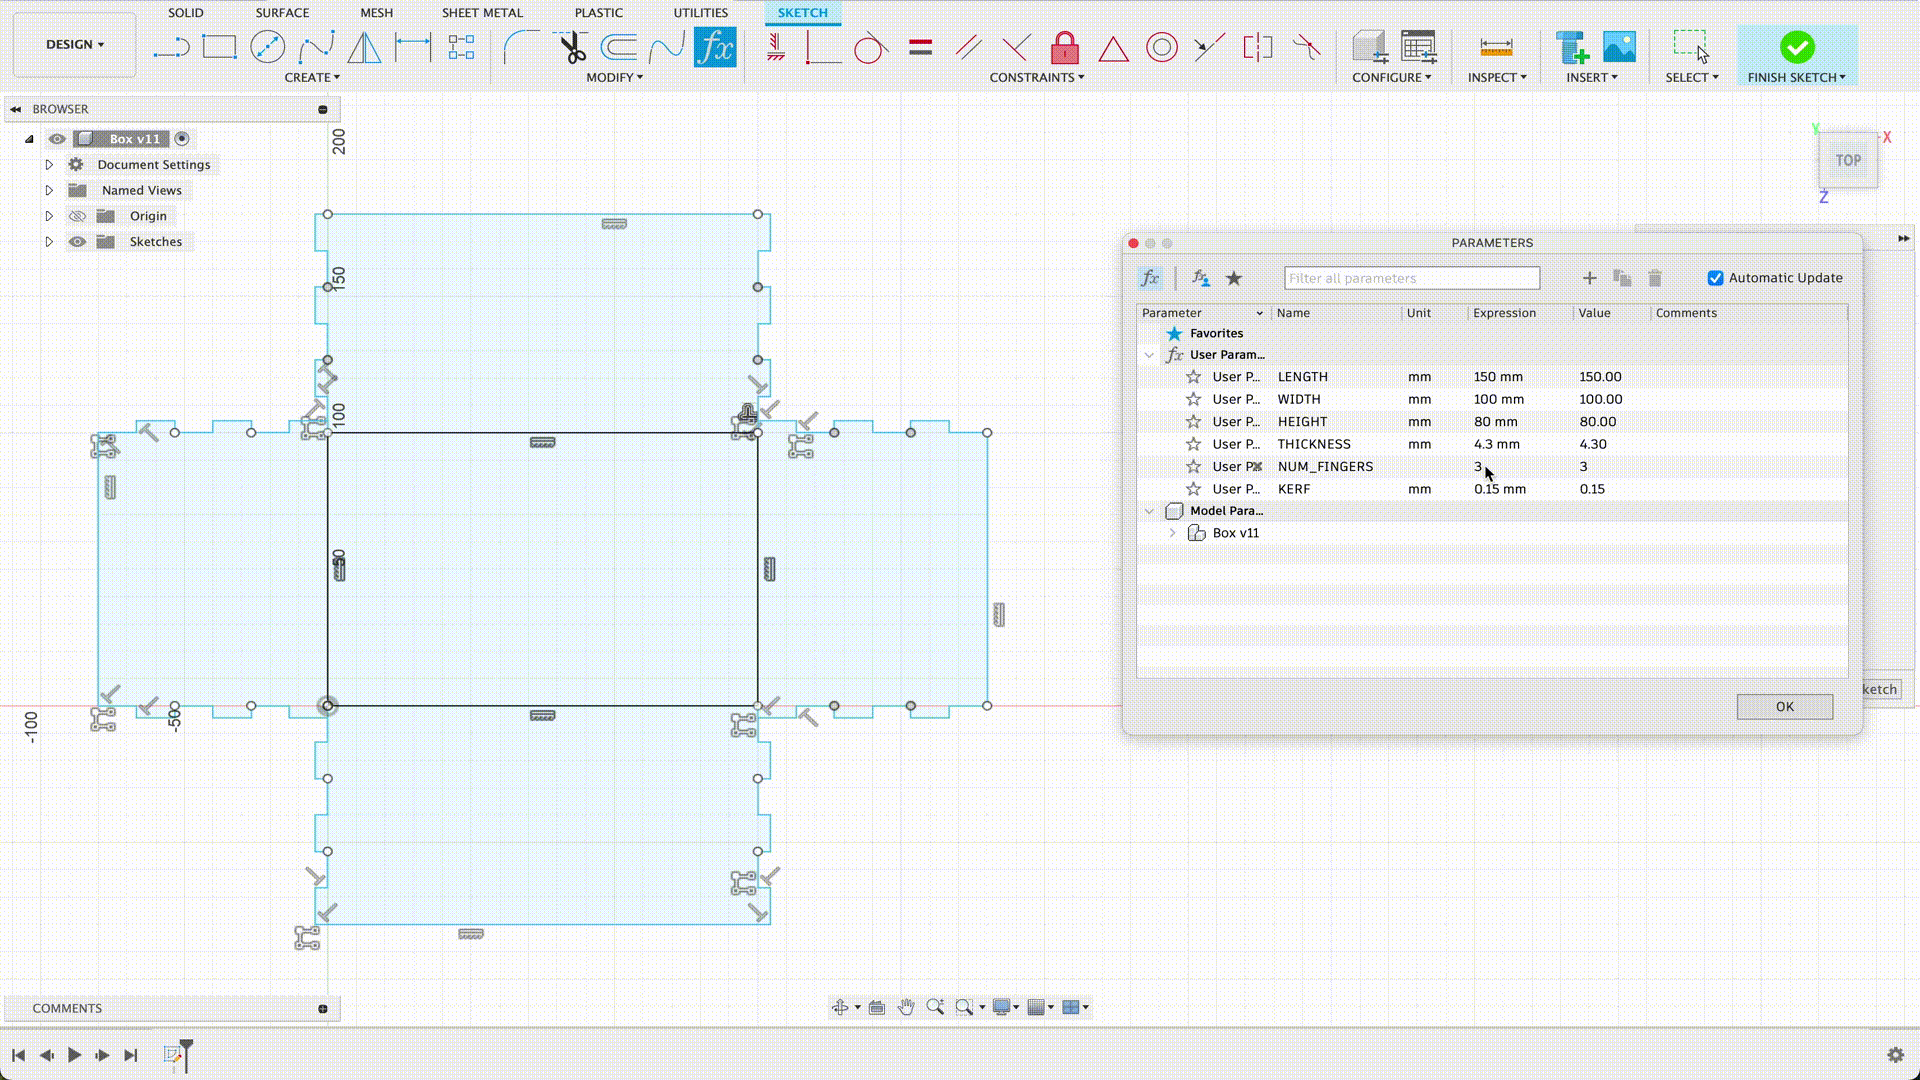 SOLID SURFACE MESH SHEET METAL PLASTIC UTILITIES SKETCH
DESIGN
fx
CREATE MODIFY CONSTRAINTS CONFIGURE INSPECT INSERT SELECT FINISH SKETCH
BROWSER
Box v11
Document Settings
Named Views
Origin
Sketches
200
150
100
-50
-100
Y
-X
TOP
Z
PARAMETERS
fx
Filter all parameters
Automatic Update
Parameter Name Unit Expression Value Comments
Favorites
fx User Param...
User P... LENGTH mm 150 mm 150.00
User P... WIDTH mm 100 mm 100.00
User P... HEIGHT mm 80 mm 80.00
User P... THICKNESS mm 4.3 mm 4.30
User P NUM_FINGERS 3 3
User P... KERF mm 0.15 mm 0.15
Model Para...
Box v11
ketch
OK
COMMENTS